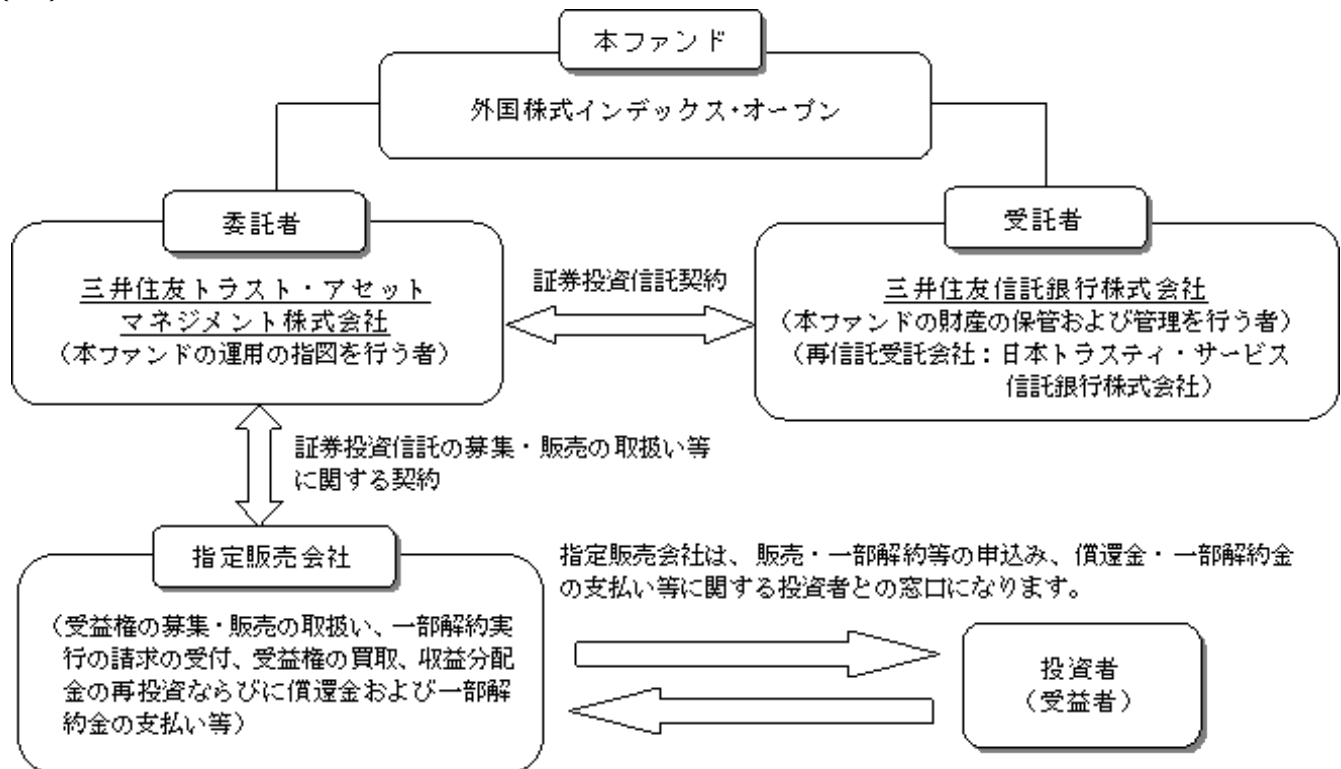 本ファンド
外国株式インデックス・オープン
委託者
三井住友トラスト・アセット
マネジメント株式会社
（本ファンドの運用の指図を行う者）
証券投資信託契約
受託者
三井住友信託銀行株式会社
（本ファンドの財産の保管および管理を行う者）
（再信託受託会社：日本トラスティ・サービス
信託銀行株式会社）
証券投資信託の募集・販売の取扱い等
に関する契約
指定販売会社
（受益権の募集・販売の取扱い、一部解約実
行の請求の受付、受益権の買取、収益分配
金の再投資ならびに償還金および一部解
約金の支払い等）
指定販売会社は、販売・一部解約等の申込み、償還金・一部解約金
の支払い等に関する投資者との窓口になります。
投資者
（受益者）